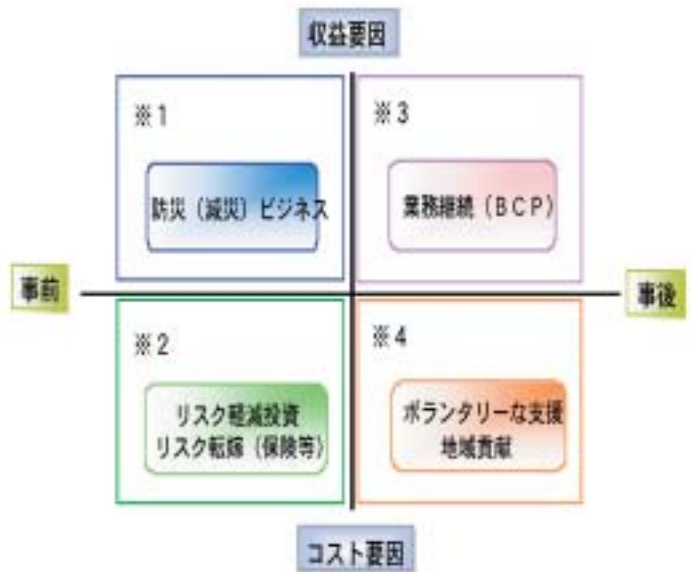 収益要因
※1
防災（減災）ビジネス
※3
業務継続（BCP）
事前
事後
※2
リスク軽減投資
リスク転嫁（保険等）
※4
ボランタリーな支援
地域貢献
コスト要因